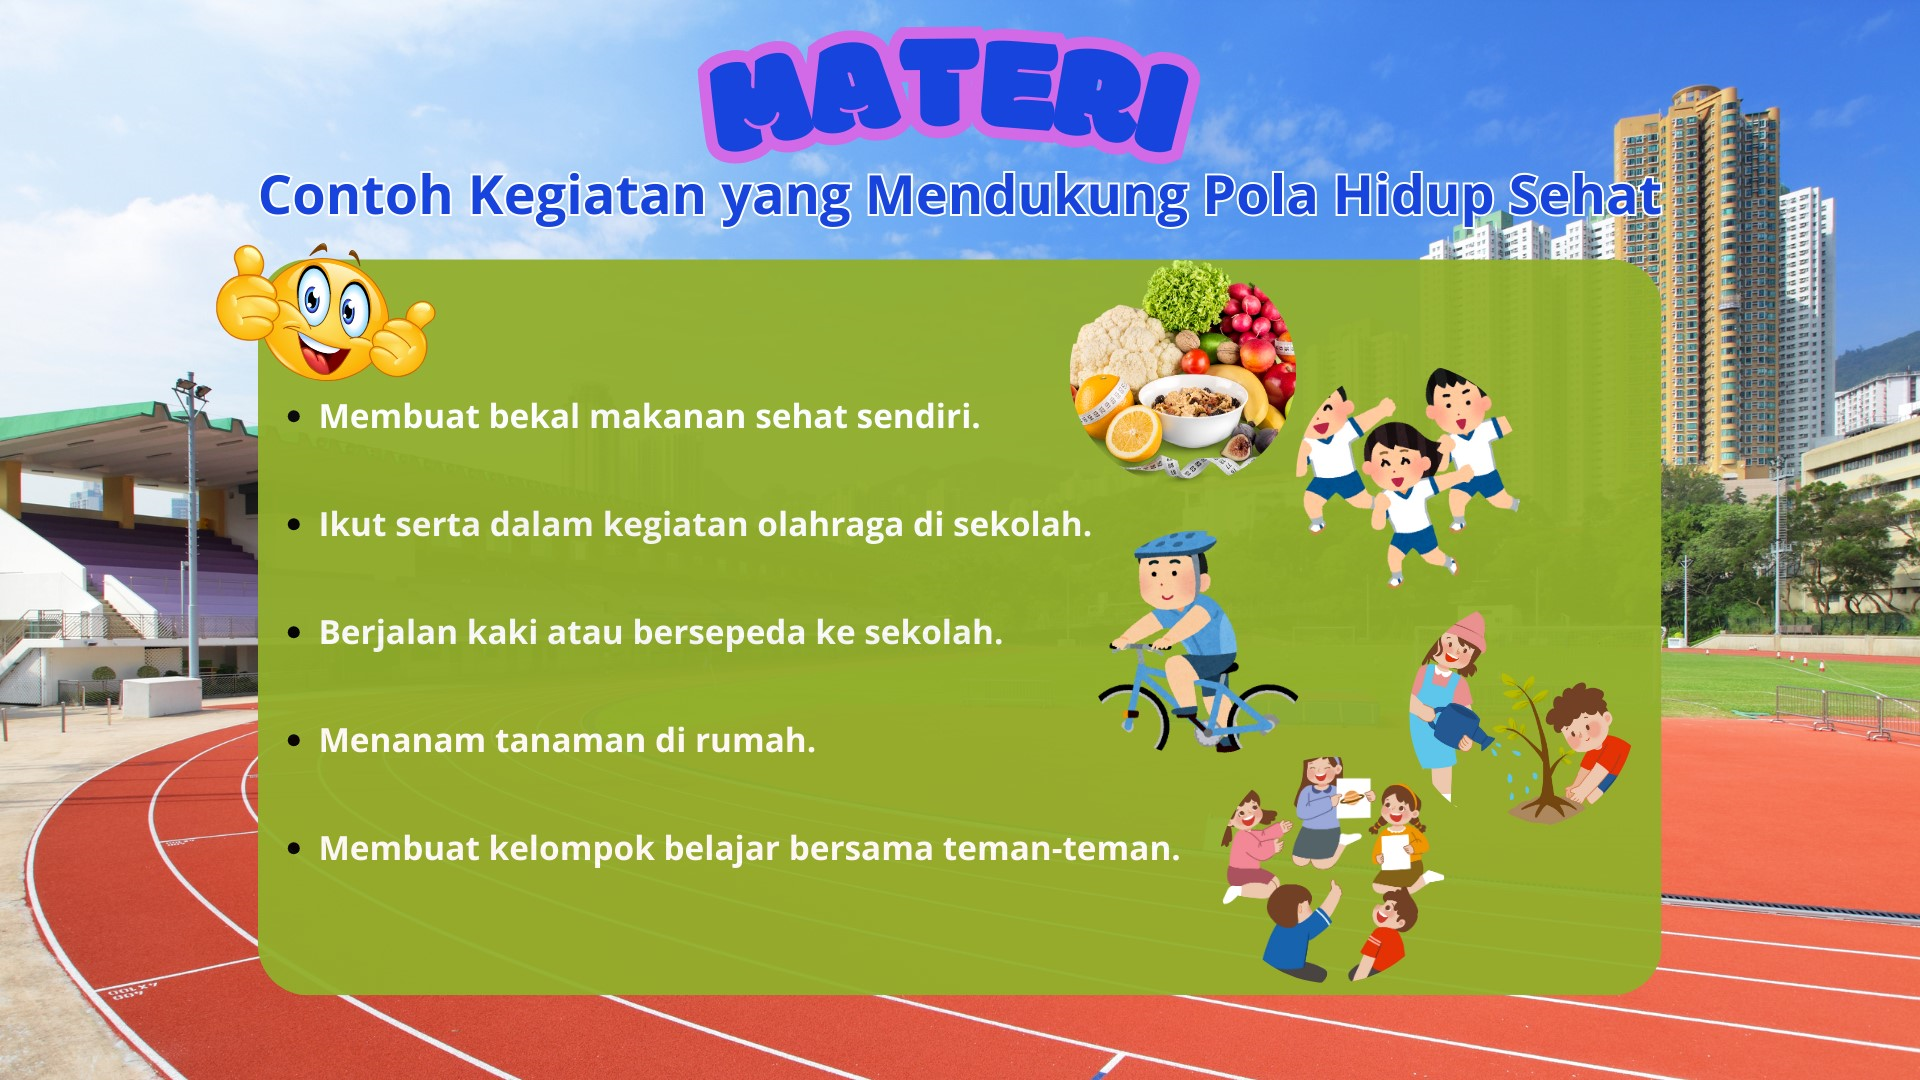 MATERI
Contoh Kegiatan yang Mendukung Pola Hidup Sehat
Membuat bekal makanan sehat sendiri.
Ikut serta dalam kegiatan olahraga di sekolah.
Berjalan kaki atau bersepeda ke sekolah.
Menanam tanaman di rumah.
Membuat kelompok belajar bersama teman-teman.